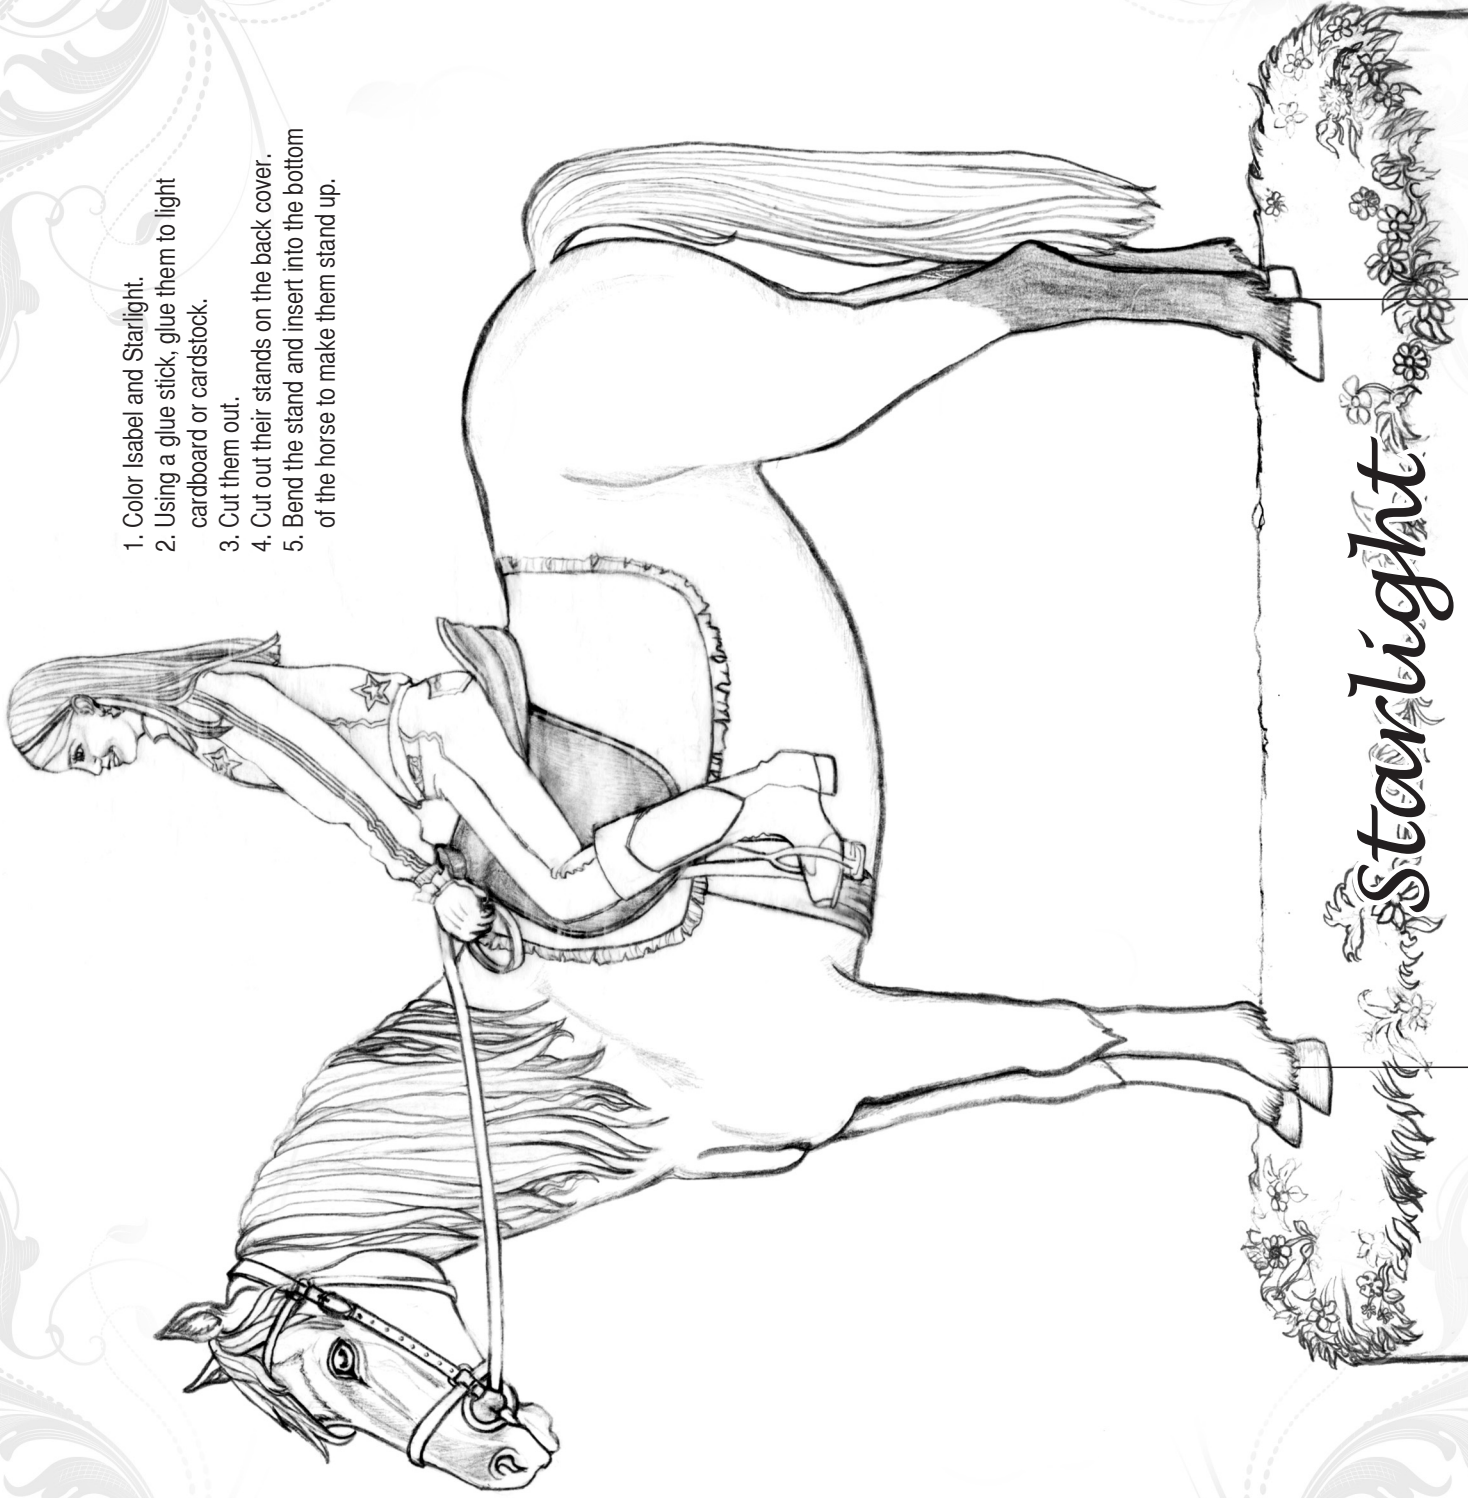 1. Color Isabel and Starlight.
2. Using a glue stick, glue them to light
cardboard or cardstock.
3. Cut them out.
4. Cut out their stands on the back cover.
5. Bend the stand and insert into the bottom
of the horse to make them stand up.
Starlight